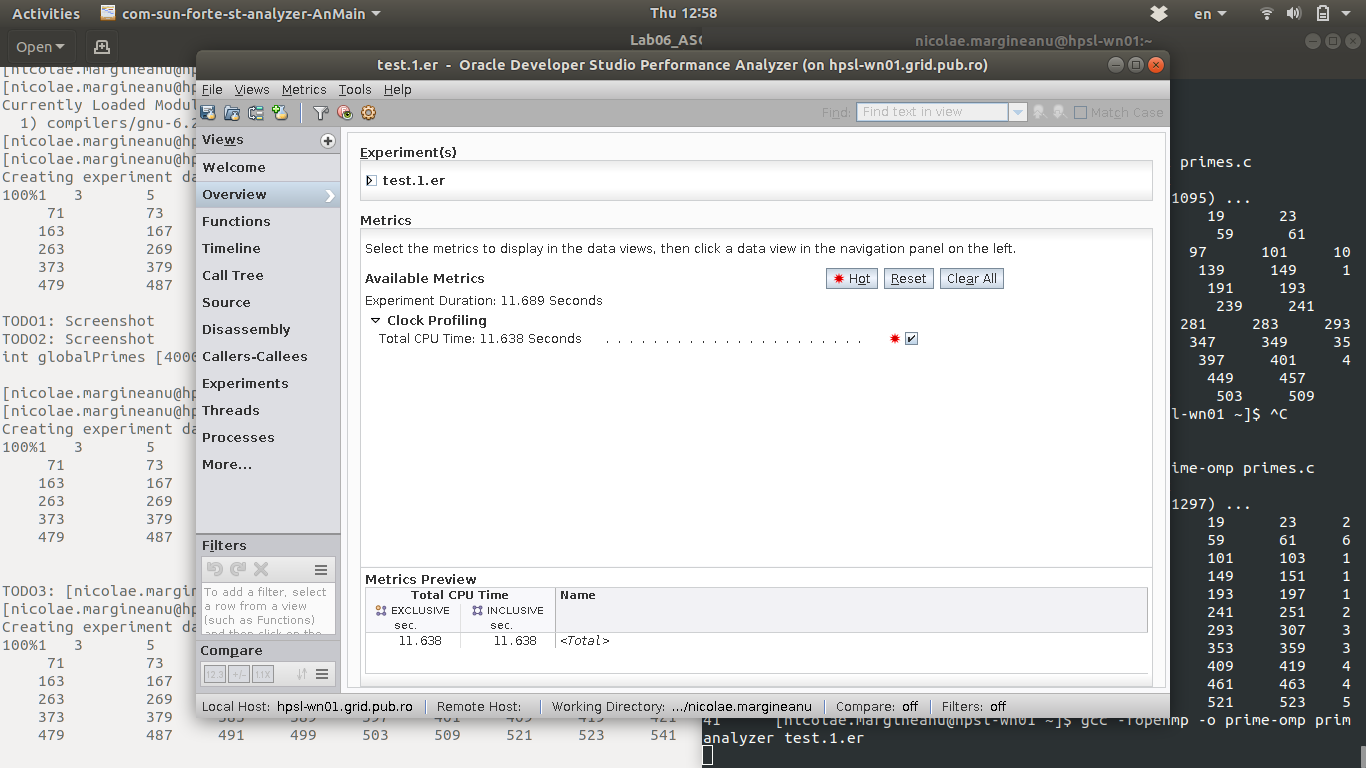 Activities com-sun-forte-st-analyzer-AnMain Thu 12:58 en
Open Lab06_ASC nicolae.margineanu@hpsl-wn01:~
test.1.er - Oracle Developer Studio Performance Analyzer (on hpsl-wn01.grid.pub.ro)
File Views Metrics Tools Help
Find: Find text in view Match Case
Views
Welcome
Overview
Functions
Timeline
Call Tree
Source
Disassembly
Callers-Callees
Experiments
Threads
Processes
More...
Filters
To add a filter, select
a row from a view
(such as Functions)
and then click on the
Compare
12.3 +/- 1.1X
Experiment(s)
test.1.er
Metrics
Select the metrics to display in the data views, then click a data view in the navigation panel on the left.
Available Metrics Hot Reset Clear All
Experiment Duration: 11.689 Seconds
Clock Profiling
Total CPU Time: 11.638 Seconds . . . . . . . . . . . . . . . . . . . . . .
Metrics Preview
Total CPU Time Name
EXCLUSIVE INCLUSIVE
sec. sec.
11.638 11.638 <Total>
Local Host: hpsl-wn01.grid.pub.ro Remote Host: Working Directory: .../nicolae.margineanu Compare: off Filters: off
[nicolae.margineanu@hp
[nicolae.margineanu@hp
Currently Loaded Modul
1) compilers/gnu-6.2
[nicolae.margineanu@hp
[nicolae.margineanu@hp
Creating experiment da
100%1 3 5
71 73
163 167
263 269
373 379
479 487
TODO1: Screenshot
TODO2: Screenshot
int globalPrimes [4000
[nicolae.margineanu@hp
[nicolae.margineanu@hp
Creating experiment da
100%1 3 5
71 73
163 167
263 269
373 379
479 487
TODO3: [nicolae.margin
[nicolae.margineanu@hp
Creating experiment da
100%1 3 5
71 73
163 167
263 269
373 379 383 389 397 401 409 419 421
479 487 491 499 503 509 521 523 541
primes.c
1095) ...
19 23
59 61
97 101 10
139 149 1
191 193
239 241
281 283 293
347 349 35
397 401 4
449 457
503 509
l-wn01 ~]$ ^C
ime-omp primes.c
1297) ...
19 23 2
59 61 6
101 103 1
149 151 1
193 197 1
241 251 2
293 307 3
353 359 3
409 419 4
461 463 4
521 523 5
41 [nicolae.margineanu@hpsl-wn01 ~]$ gcc -fopenmp -o prime-omp prim
analyzer test.1.er